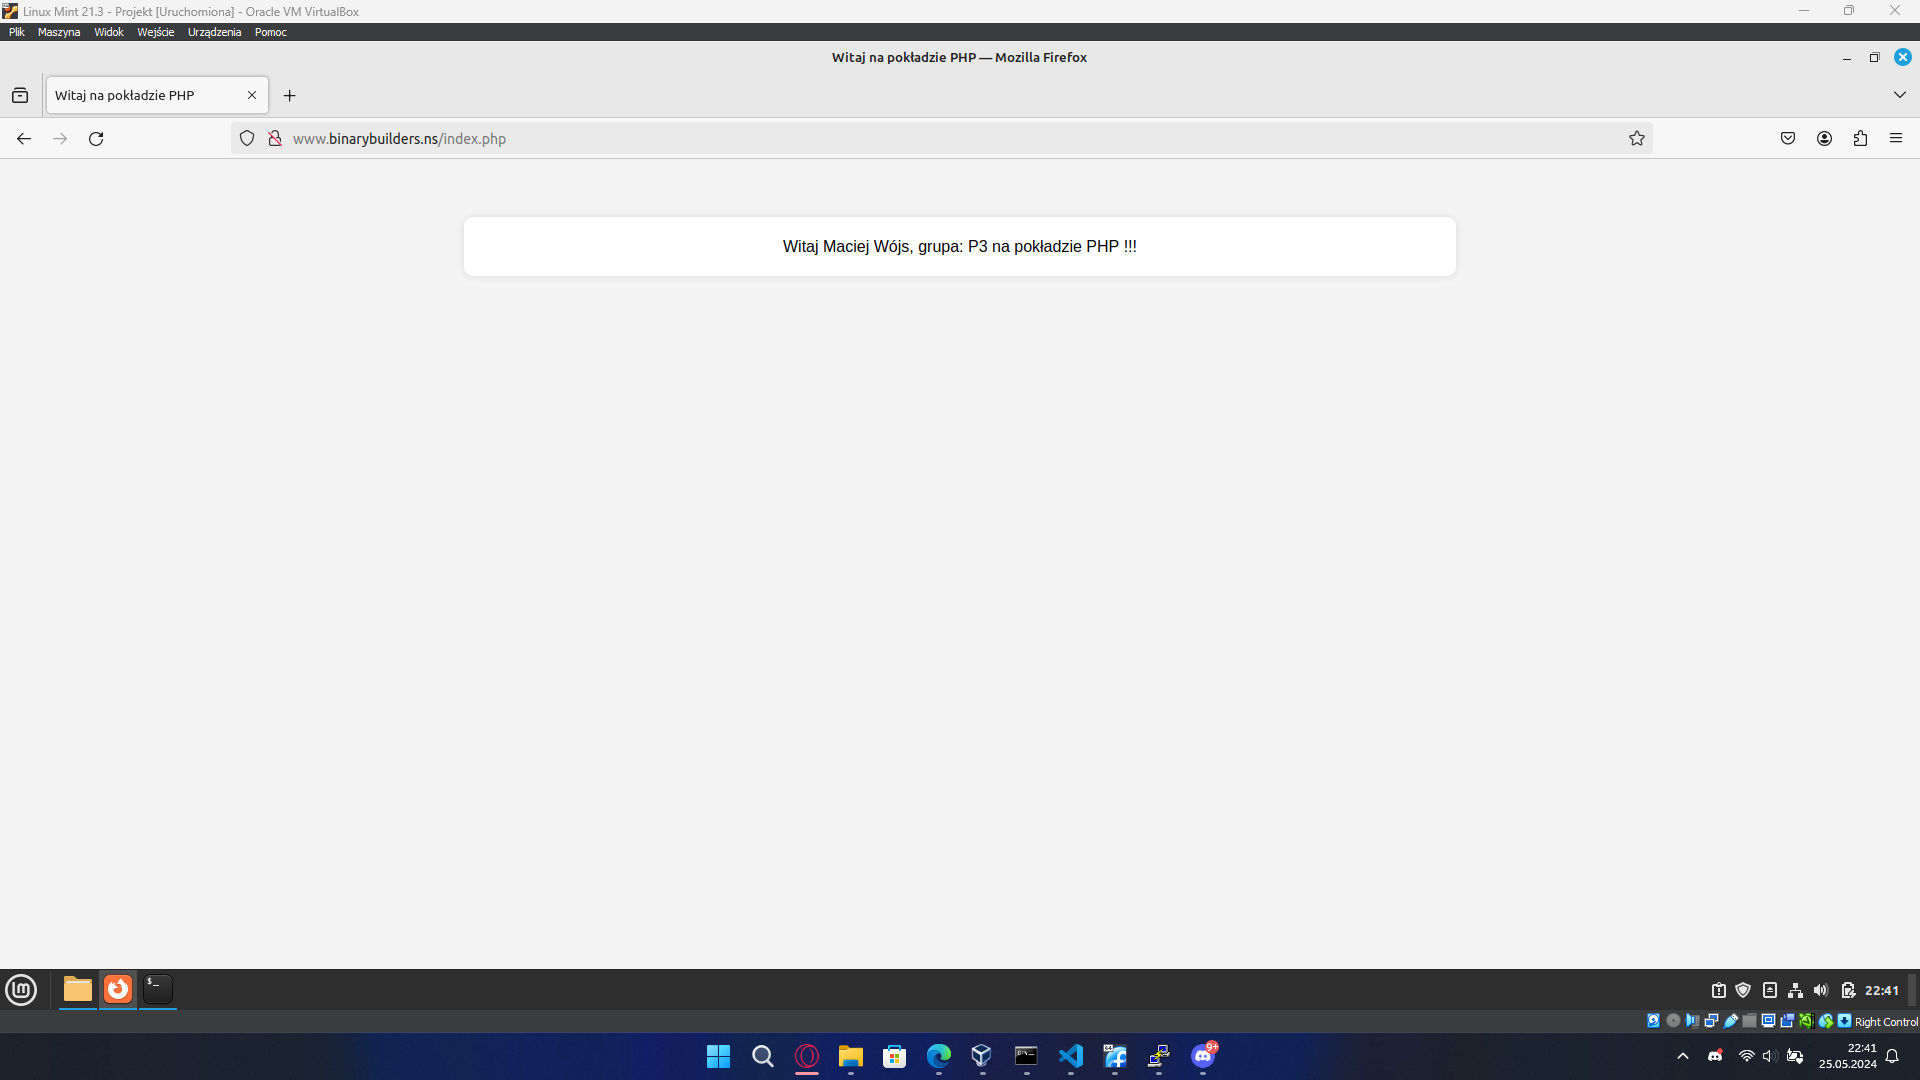 Linux Mint 21.3 - Projekt [Uruchomiona] - Oracle VM VirtualBox
Plik Maszyna Widok Wejście Urządzenia Pomoc
Witaj na pokładzie PHP — Mozilla Firefox
Witaj na pokładzie PHP
www.binarybuilders.ns/index.php
Witaj Maciej Wójs, grupa: P3 na pokładzie PHP !!!
22:41
Right Control
9+
22:41
25.05.2024